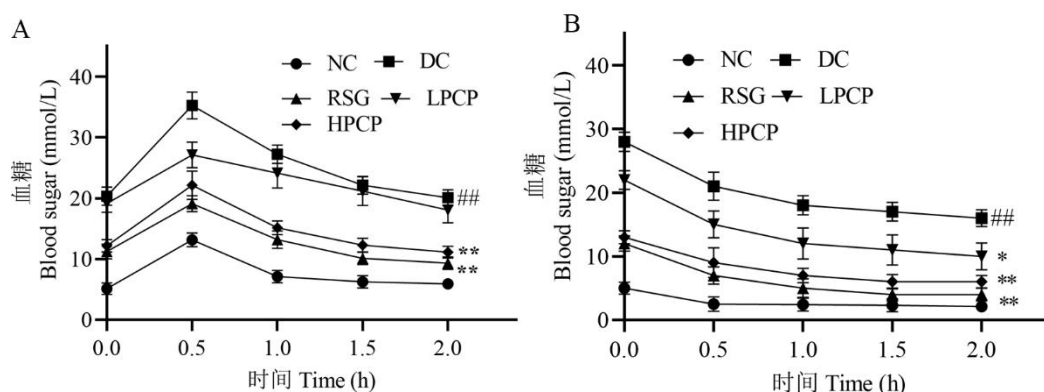 A
血糖
Blood sugar (mmol/L)
40
30
20
10
0
NC
DC
RSG
LPCP
HPCP
##
**
**
0.0 0.5 1.0 1.5 2.0
时间 Time (h)
B
血糖
Blood sugar (mmol/L)
40
30
20
10
0
NC
DC
RSG
LPCP
HPCP
##
*
**
**
0.0 0.5 1.0 1.5 2.0
时间 Time (h)